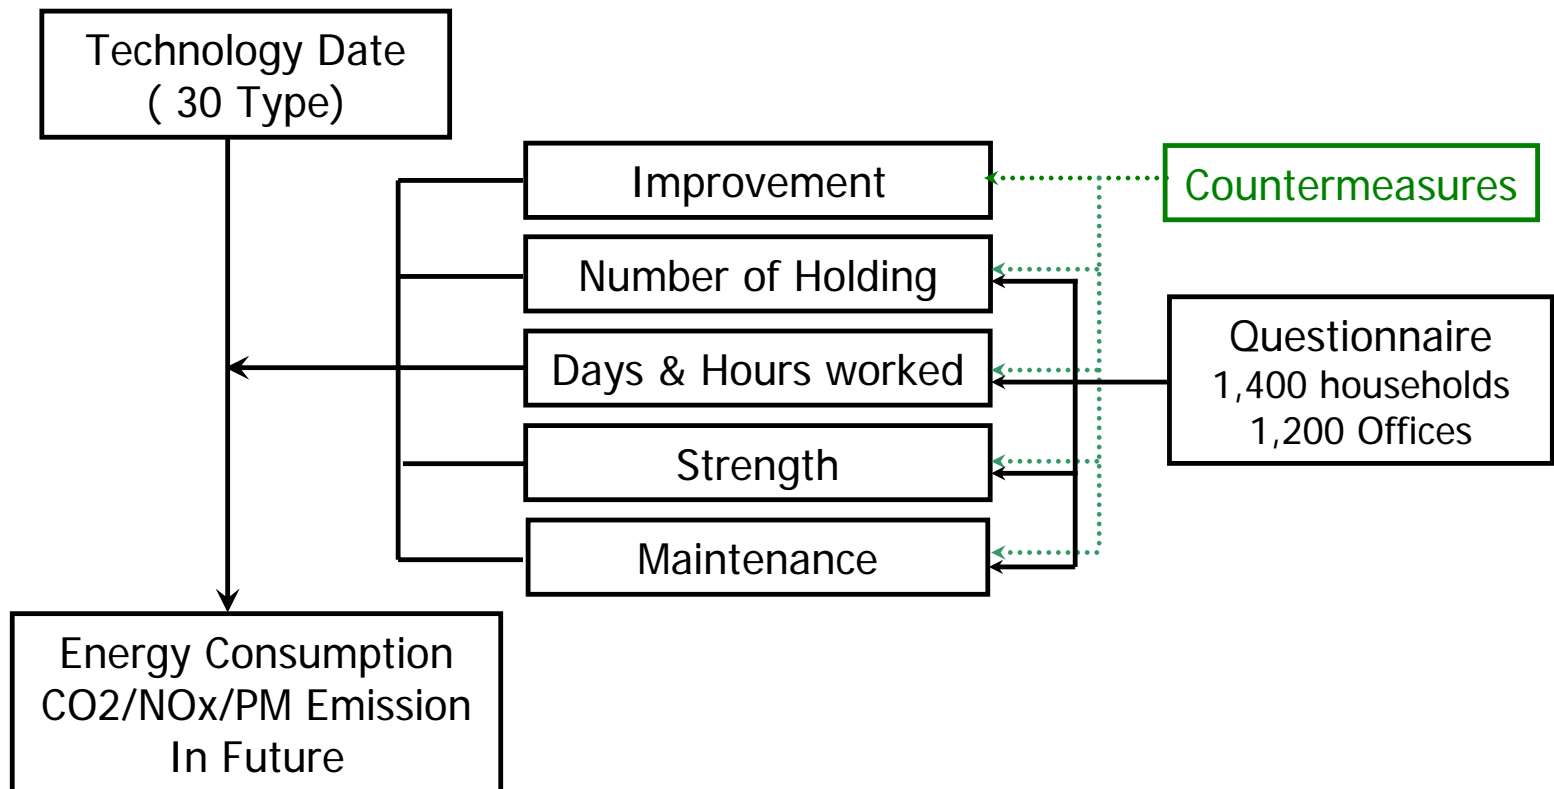 Technology Date
( 30 Type)
Improvement
Countermeasures
Number of Holding
Questionnaire
1,400 households
1,200 Offices
Days & Hours worked
Strength
Maintenance
Energy Consumption
CO2/NOx/PM Emission
In Future